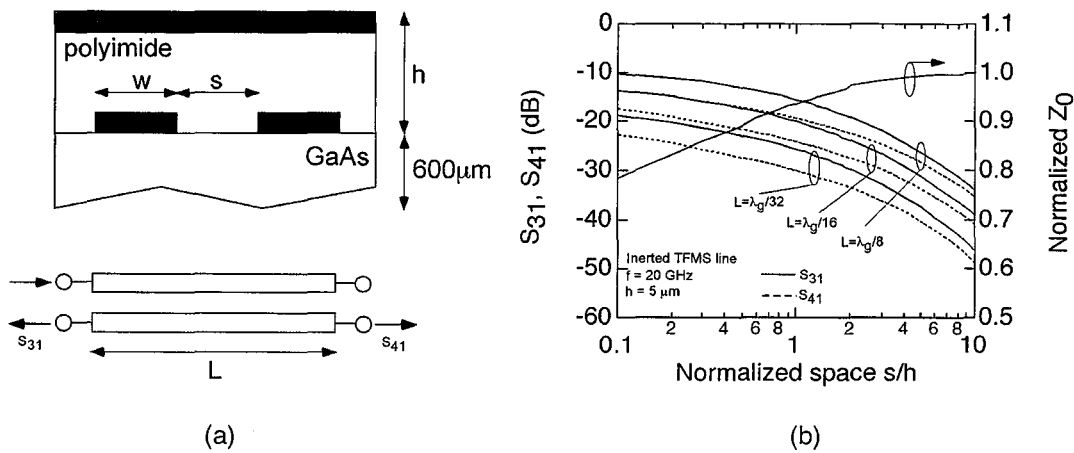 polyimide
w
s
h
GaAs
600μm
S31
S41
L
(a)
S31, S41 (dB)
0
-10
-20
-30
-40
-50
-60
1.1
1.0
0.9
0.8
0.7
0.6
0.5
Normalized Z0
L=λg/32
L=λg/16
L=λg/8
Inerted TFMS line
f = 20 GHz
h = 5 μm
S31
S41
2 4 6 8 2 4 6 8
0.1 1 10
Normalized space s/h
(b)